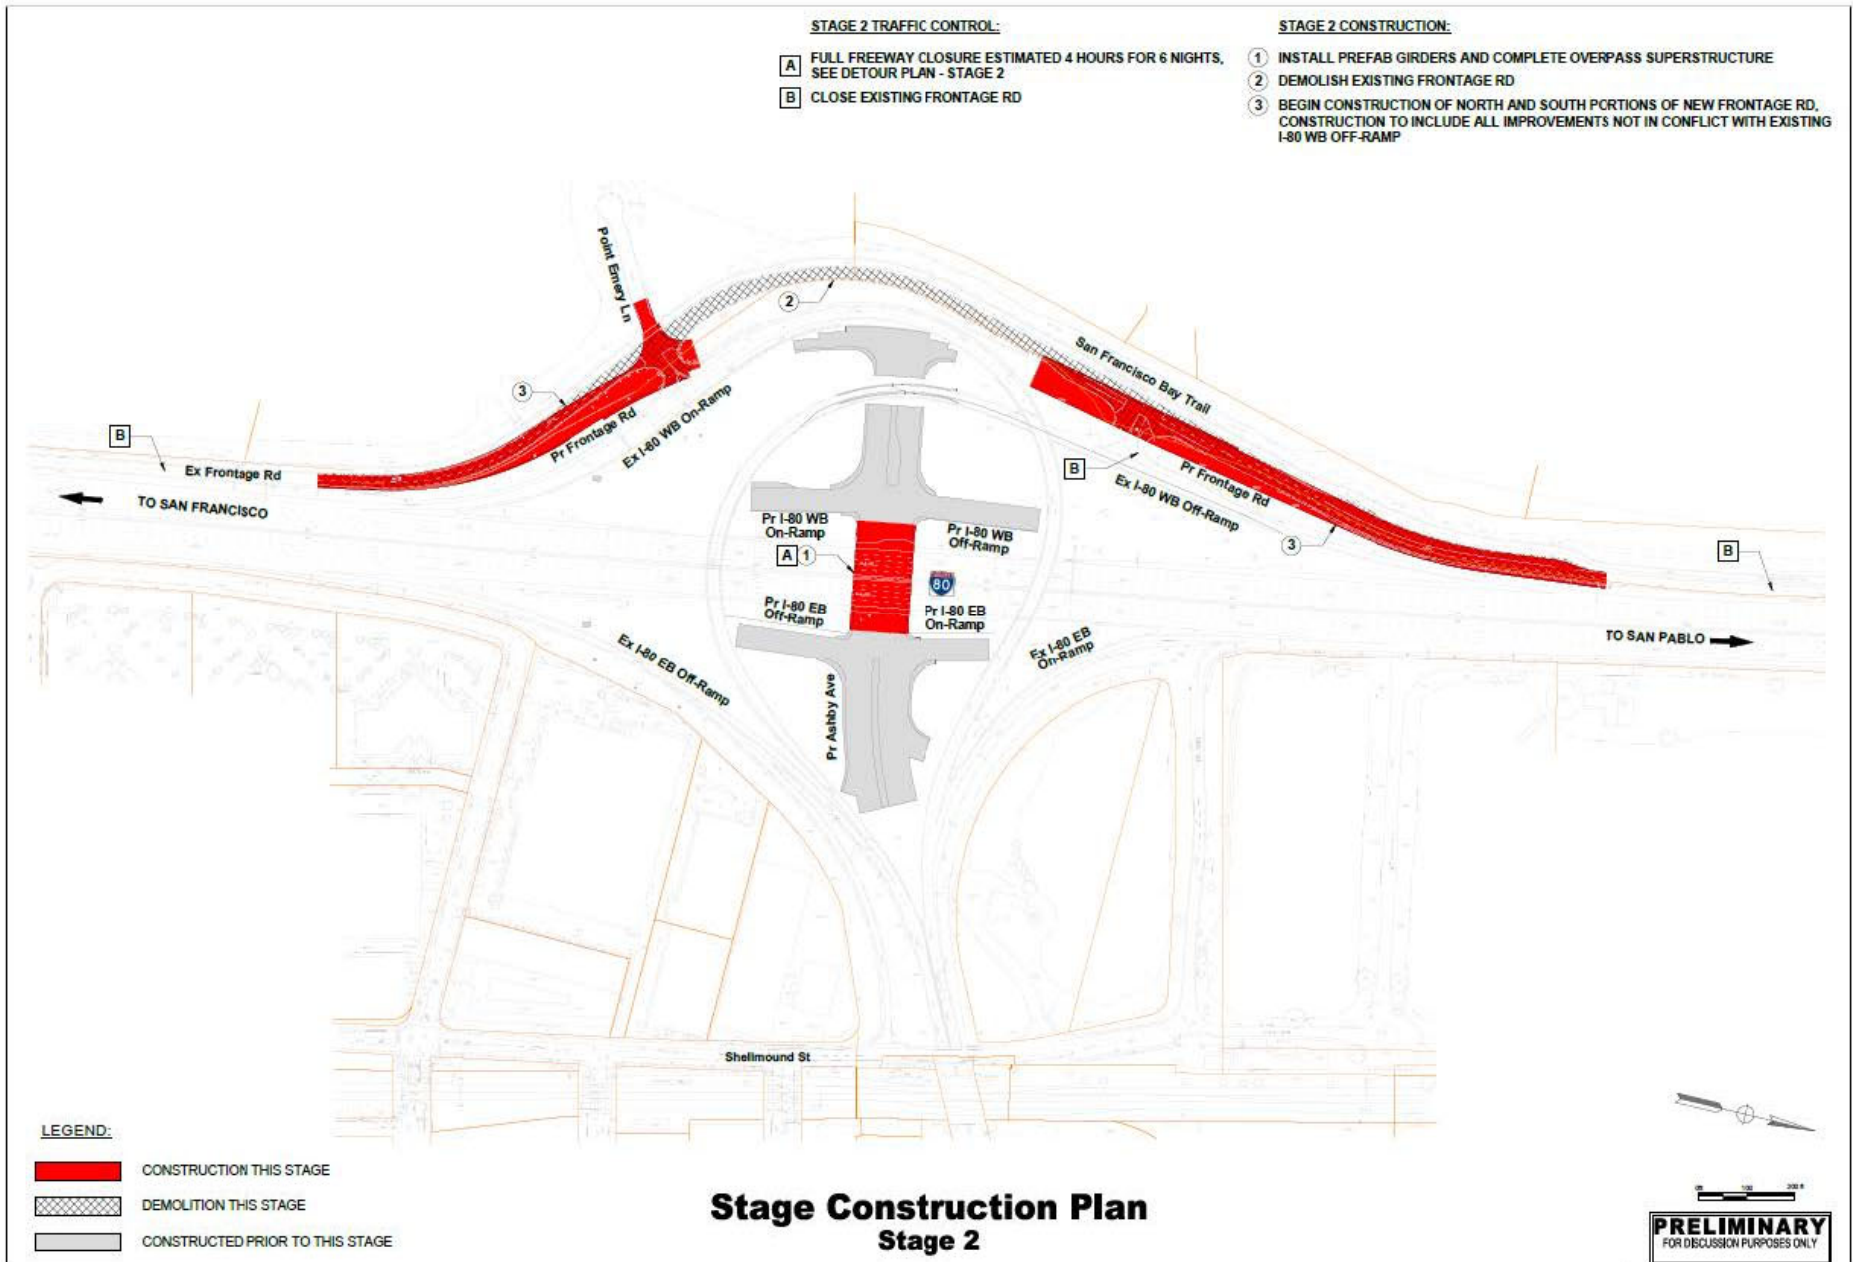 STAGE 2 TRAFFIC CONTROL:
A FULL FREEWAY CLOSURE ESTIMATED 4 HOURS FOR 6 NIGHTS,
SEE DETOUR PLAN - STAGE 2
B CLOSE EXISTING FRONTAGE RD
STAGE 2 CONSTRUCTION:
1 INSTALL PREFAB GIRDERS AND COMPLETE OVERPASS SUPERSTRUCTURE
2 DEMOLISH EXISTING FRONTAGE RD
3 BEGIN CONSTRUCTION OF NORTH AND SOUTH PORTIONS OF NEW FRONTAGE RD,
CONSTRUCTION TO INCLUDE ALL IMPROVEMENTS NOT IN CONFLICT WITH EXISTING
I-80 WB OFF-RAMP
Point Emery Ln
2
San Francisco Bay Trail
3
Pr Frontage Rd
Ex I-80 WB On-Ramp
B
Ex Frontage Rd
TO SAN FRANCISCO
B
Pr Frontage Rd
Ex I-80 WB Off-Ramp
3
Pr I-80 WB
On-Ramp
Pr I-80 WB
Off-Ramp
A 1
80
B
Pr I-80 EB
Off-Ramp
Pr I-80 EB
On-Ramp
Ex I-80 EB Off-Ramp
Ex I-80 EB
On-Ramp
TO SAN PABLO
Pr Ashby Ave
Shellmound St
LEGEND:
CONSTRUCTION THIS STAGE
DEMOLITION THIS STAGE
CONSTRUCTED PRIOR TO THIS STAGE
Stage Construction Plan
Stage 2
100
PRELIMINARY
FOR DISCUSSION PURPOSES ONLY